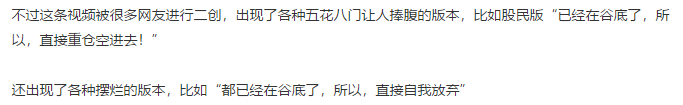 不过这条视频被很多网友进行二创，出现了各种五花八门让人捧腹的版本，比如股民版“已经在谷底了，所
以，直接重仓空进去！”
还出现了各种摆烂的版本，比如“都已经在谷底了，所以，直接自我放弃”